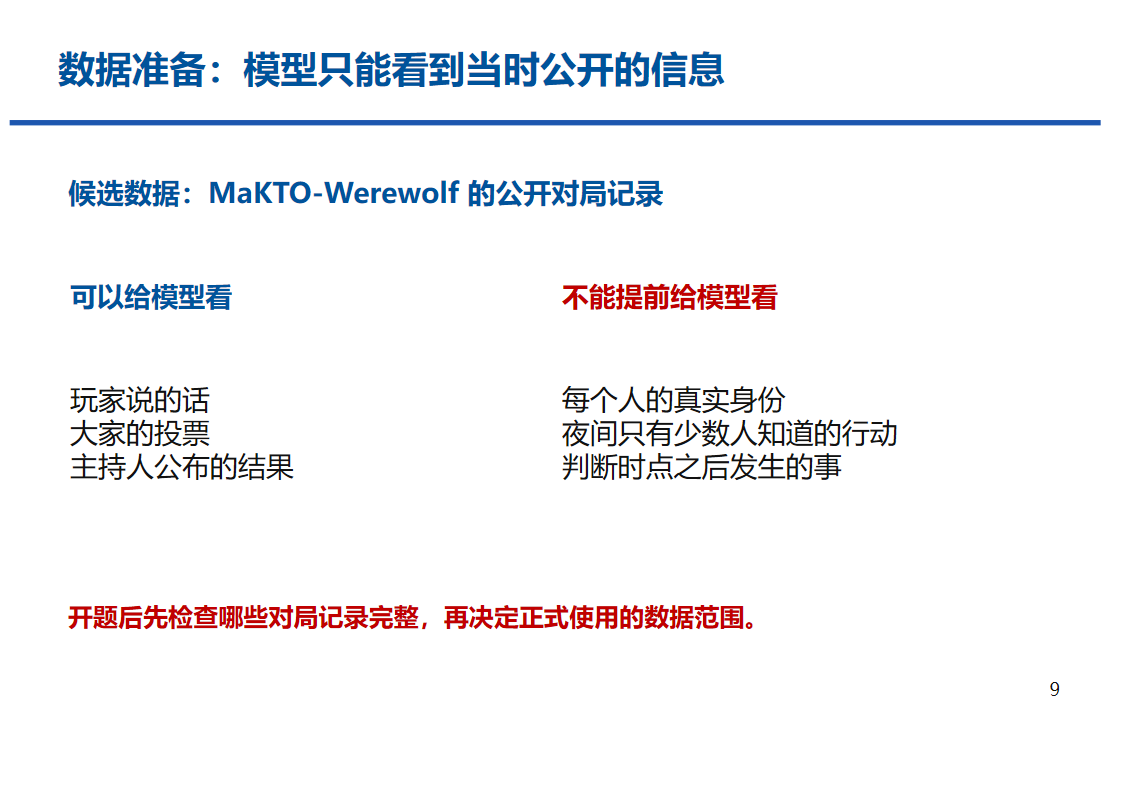 数据准备：模型只能看到当时公开的信息
候选数据：MaKTO-Werewolf 的公开对局记录
可以给模型看
不能提前给模型看
玩家说的话
大家的投票
主持人公布的结果
每个人的真实身份
夜间只有少数人知道的行动
判断时点之后发生的事
开题后先检查哪些对局记录完整，再决定正式使用的数据范围。
9